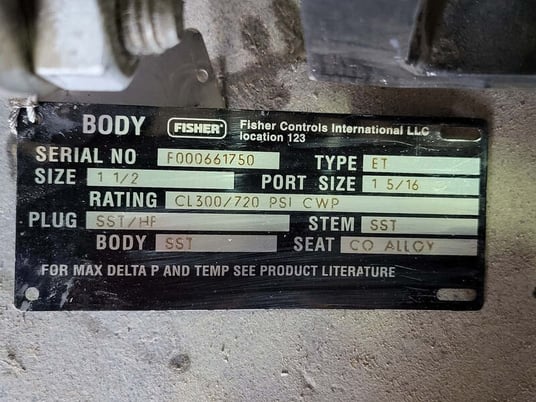 BODY FISHER Fisher Controls International LLC
location 123
SERIAL NO F000661750 TYPE ET
SIZE 1 1/2 PORT SIZE 1 5/16
RATING CL300/720 PSI CWP
PLUG SST/HF STEM SST
BODY SST SEAT CO ALLOY
FOR MAX DELTA P AND TEMP SEE PRODUCT LITERATURE